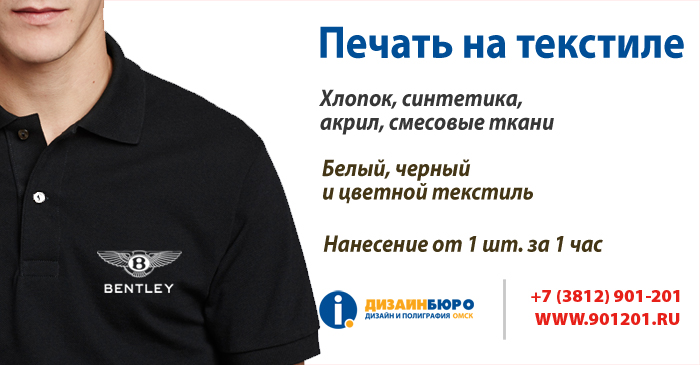 Печать на текстиле
Хлопок, синтетика,
акрил, смесовые ткани
Белый, черный
и цветной текстиль
Нанесение от 1 шт. за 1 час
B
BENTLEY
i
ДИЗАЙНБЮРО
ДИЗАЙН И ПОЛИГРАФИЯ ОМСК
+7 (3812) 901-201
WWW.901201.RU